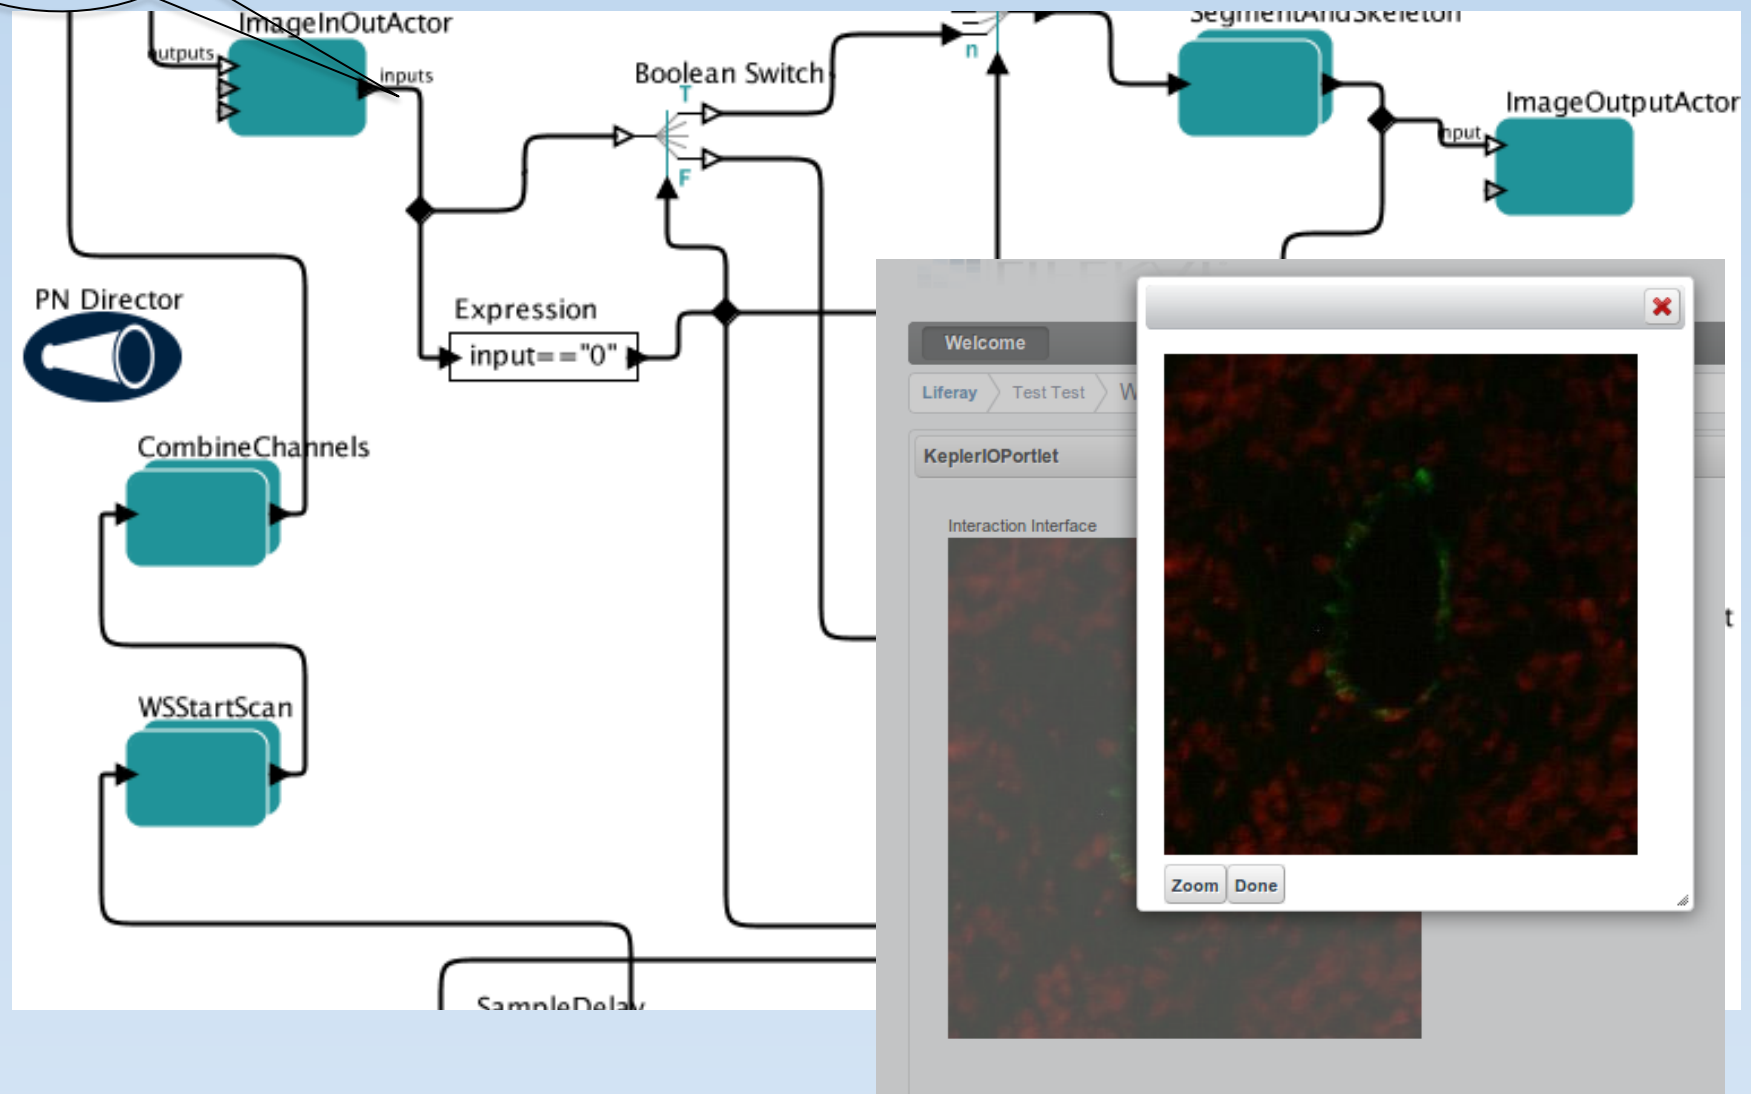 ImageInOutActor
outputs
inputs
Boolean Switch
T
F
n
SegmentAndSkeleton
ImageOutputActor
input
PN Director
Expression
input=="0"
CombineChannels
WSStartScan
SampleDelay
Welcome
Liferay
Test Test
W
KeplerIOPortlet
Interaction Interface
Zoom
Done
t